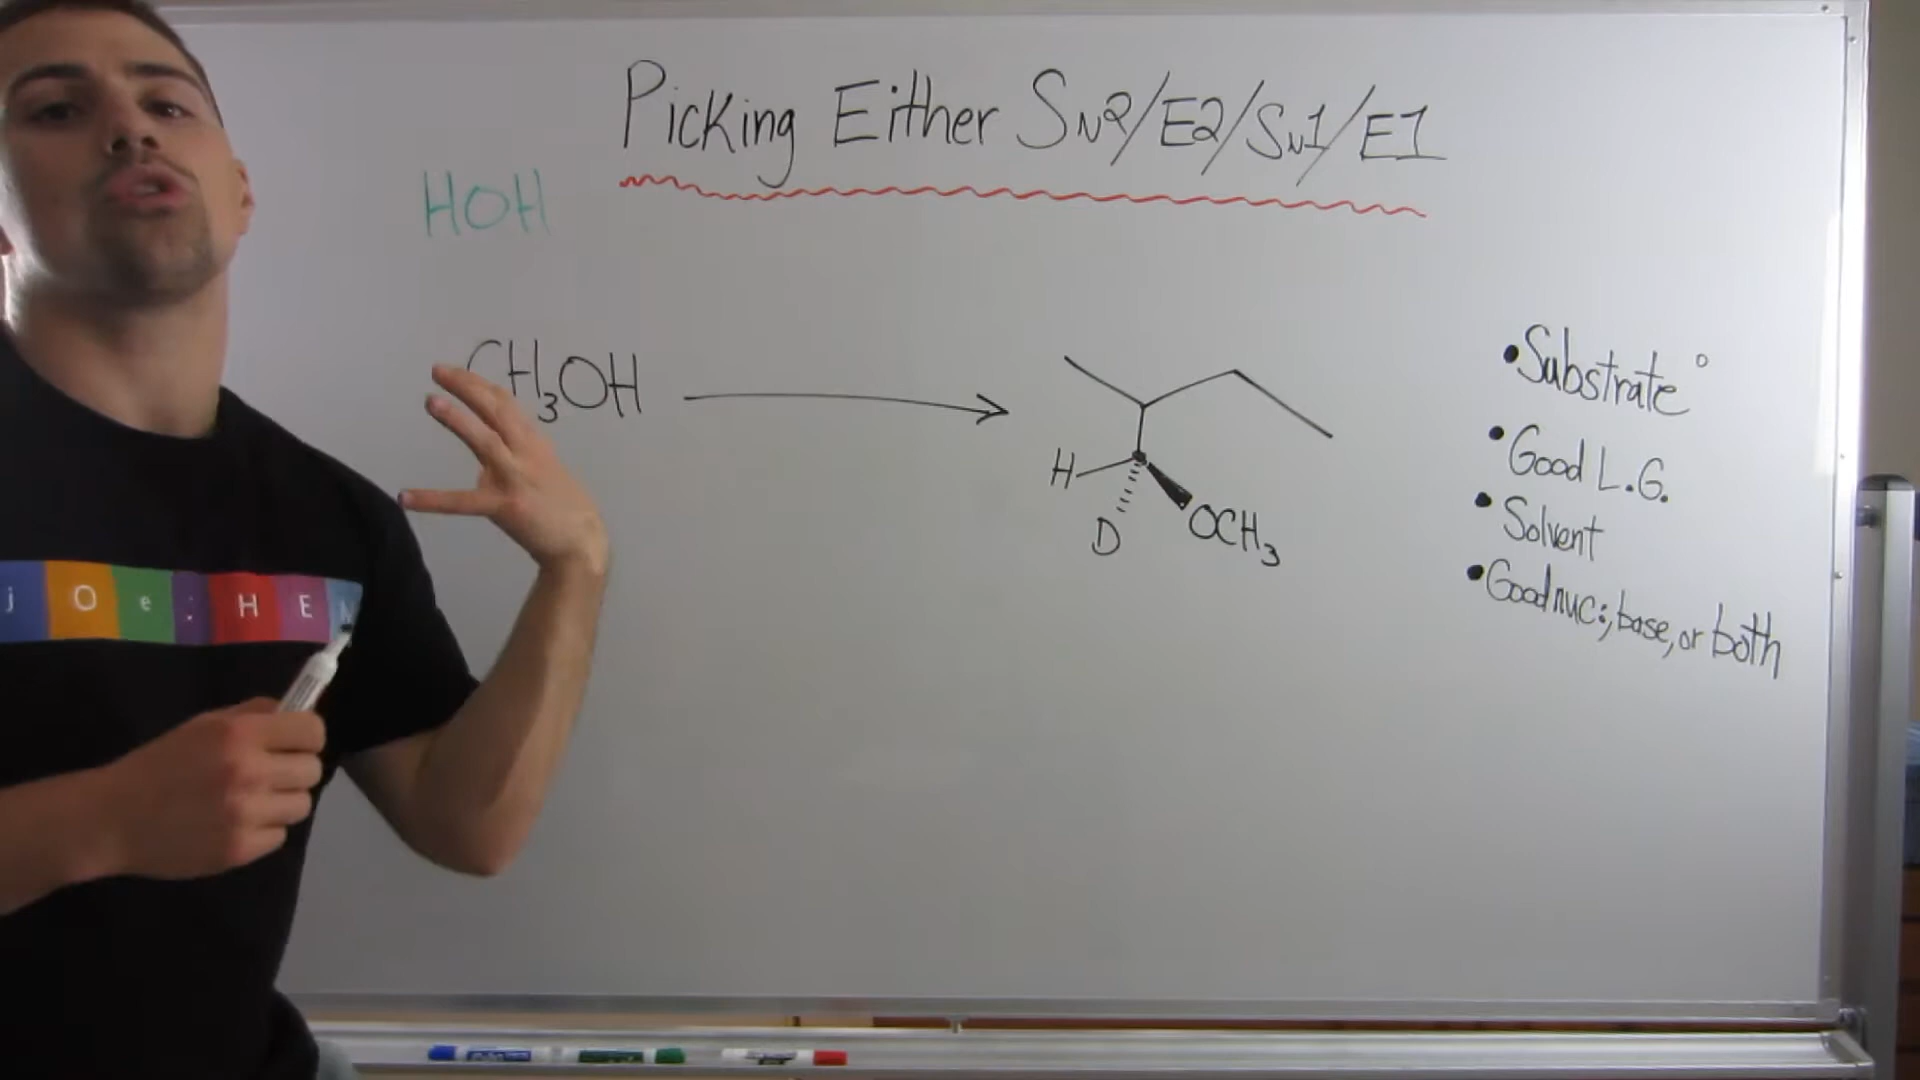 Picking Either SN2/E2/SN1/E1
HOH
CH3OH
H
D
OCH3
• Substrate °
• Good L.G.
• Solvent
• Good nuc:, base, or both
j O e : H E N